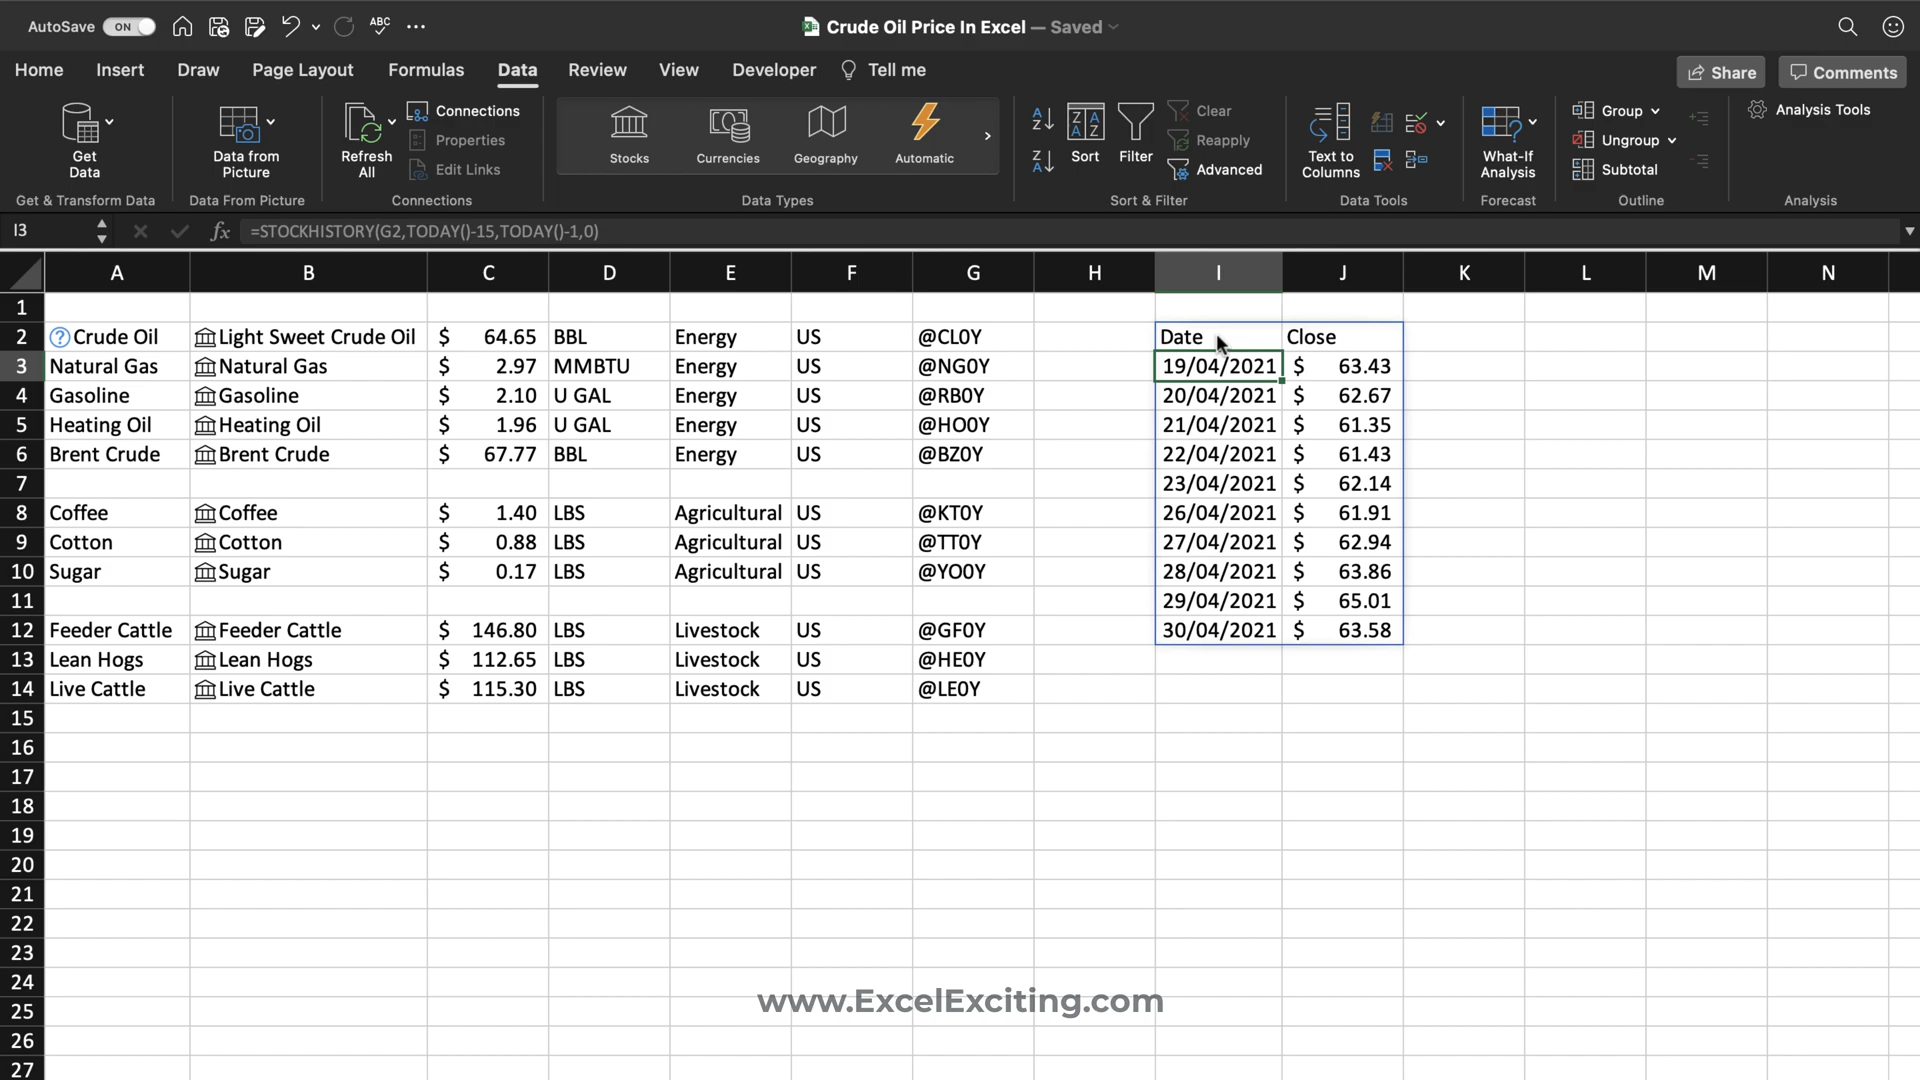 AutoSave ON ABC ... Crude Oil Price In Excel — Saved
Home Insert Draw Page Layout Formulas Data Review View Developer Tell me Share Comments
Get Data
Get & Transform Data
Data from Picture
Data From Picture
Refresh All
Connections
Properties
Edit Links
Connections
Stocks Currencies Geography Automatic
Data Types
A Z
Z A
Z A A Z
Sort
Filter
Clear
Reapply
Advanced
Sort & Filter
Text to Columns
Data Tools
What-If Analysis
Forecast
Group
Ungroup
Subtotal
Outline
Analysis Tools
Analysis
I3 fx =STOCKHISTORY(G2,TODAY()-15,TODAY()-1,0)
A B C D E F G H I J K L M N
1
2 ? Crude Oil Light Sweet Crude Oil $ 64.65 BBL Energy US @CL0Y Date Close
3 Natural Gas Natural Gas $ 2.97 MMBTU Energy US @NG0Y 19/04/2021 $ 63.43
4 Gasoline Gasoline $ 2.10 U GAL Energy US @RB0Y 20/04/2021 $ 62.67
5 Heating Oil Heating Oil $ 1.96 U GAL Energy US @HO0Y 21/04/2021 $ 61.35
6 Brent Crude Brent Crude $ 67.77 BBL Energy US @BZ0Y 22/04/2021 $ 61.43
7 23/04/2021 $ 62.14
8 Coffee Coffee $ 1.40 LBS Agricultural US @KT0Y 26/04/2021 $ 61.91
9 Cotton Cotton $ 0.88 LBS Agricultural US @TT0Y 27/04/2021 $ 62.94
10 Sugar Sugar $ 0.17 LBS Agricultural US @YO0Y 28/04/2021 $ 63.86
11 29/04/2021 $ 65.01
12 Feeder Cattle Feeder Cattle $ 146.80 LBS Livestock US @GF0Y 30/04/2021 $ 63.58
13 Lean Hogs Lean Hogs $ 112.65 LBS Livestock US @HE0Y
14 Live Cattle Live Cattle $ 115.30 LBS Livestock US @LE0Y
15
16
17
18
19
20
21
22
23
24
25 www.ExcelExciting.com
26
27